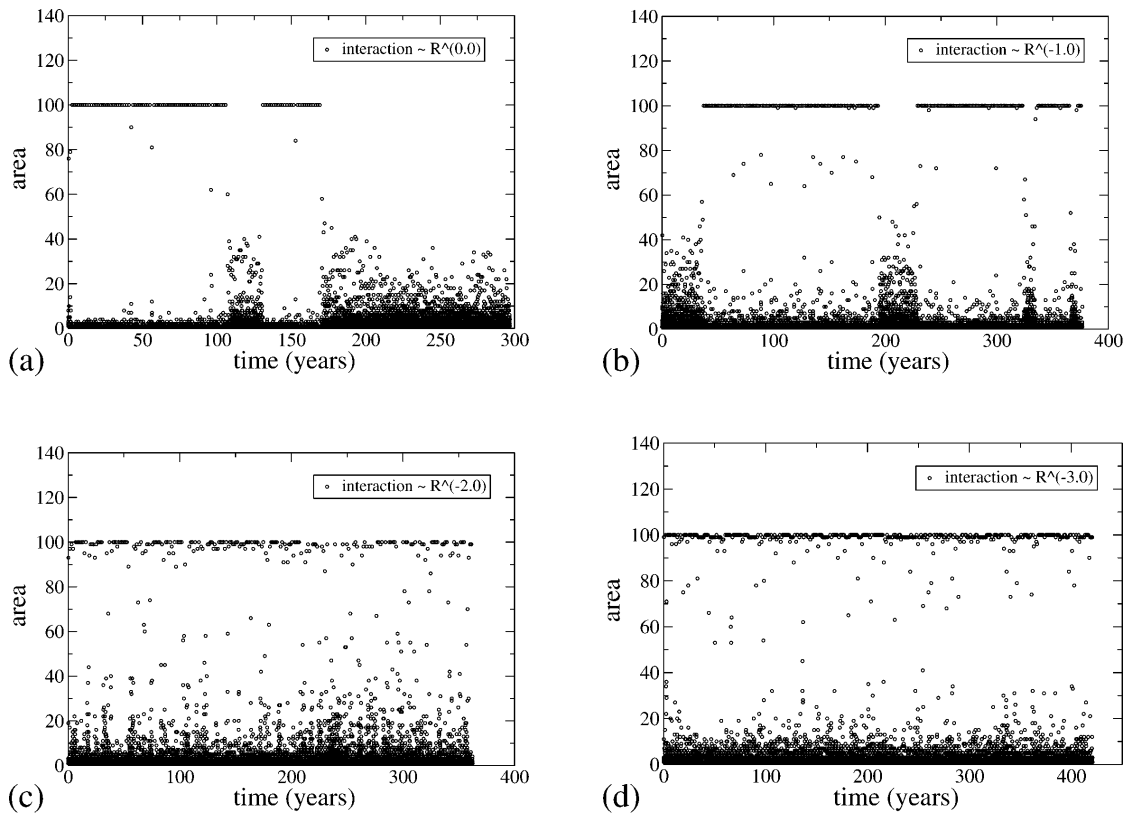 140
120
100
80
60
40
20
0
area
interaction ~ R^(0.0)
0 50 100 150 200 250 300
time (years)
(a)
140
120
100
80
60
40
20
0
area
interaction ~ R^(-1.0)
0 100 200 300 400
time (years)
(b)
140
120
100
80
60
40
20
0
area
interaction ~ R^(-2.0)
0 100 200 300 400
time (years)
(c)
140
120
100
80
60
40
20
0
area
interaction ~ R^(-3.0)
0 100 200 300 400
time (years)
(d)